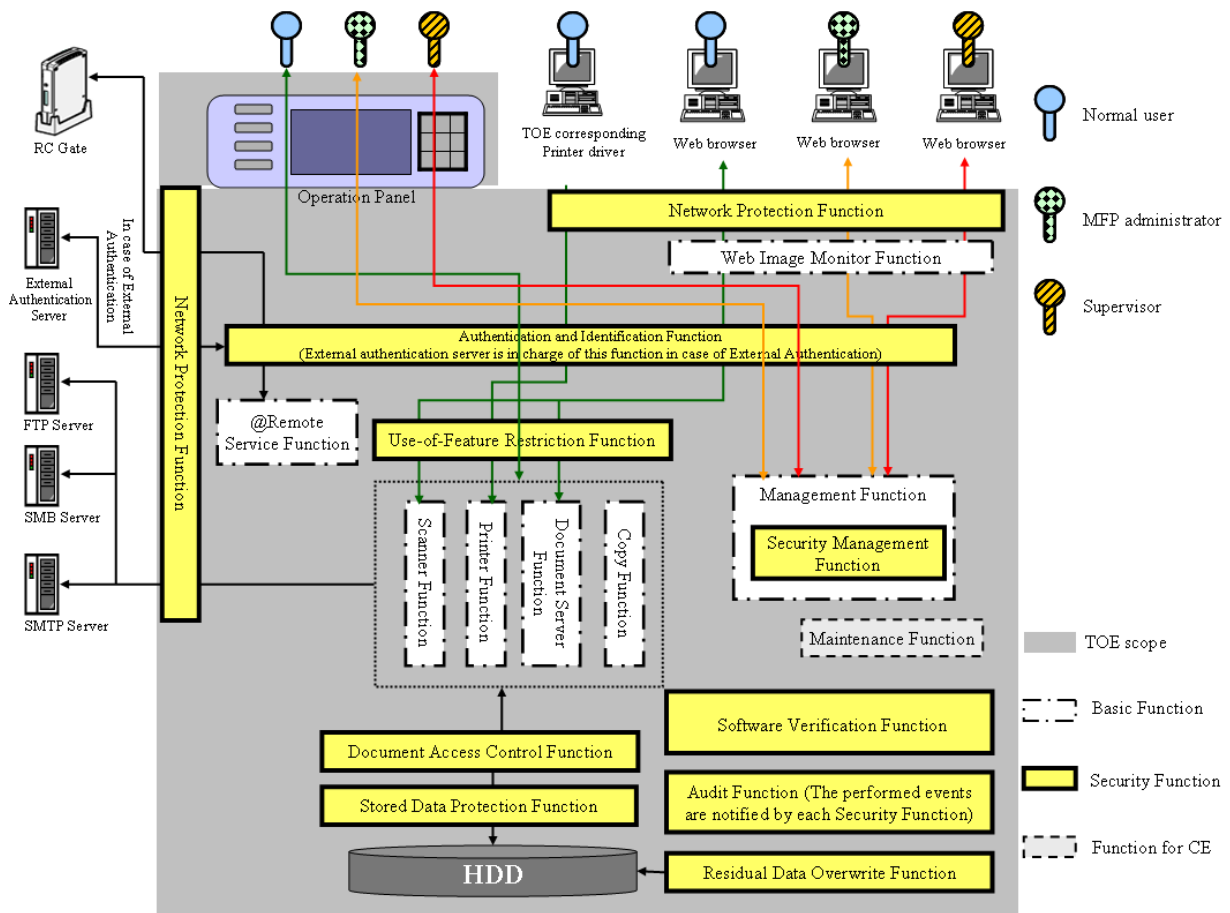 RC Gate
TOE corresponding
Printer driver
Web browser
Web browser
Web browser
Normal user
Operation Panel
Network Protection Function
MFP administrator
In case of External
Authentication
Web Image Monitor Function
External
Authentication
Server
Supervisor
Network Protection Function
Authentication and Identification Function
(External authentication server is in charge of this function in case of External Authentication)
FTP Server
@Remote
Service Function
Use-of-Feature Restriction Function
SMB Server
Management Function
Security Management
Function
Scanner Function
Printer Function
Document Server
Function
Copy Function
SMTP Server
Maintenance Function
TOE scope
Basic Function
Software Verification Function
Document Access Control Function
Security Function
Stored Data Protection Function
Audit Function (The performed events
are notified by each Security Function)
Function for CE
HDD
Residual Data Overwrite Function